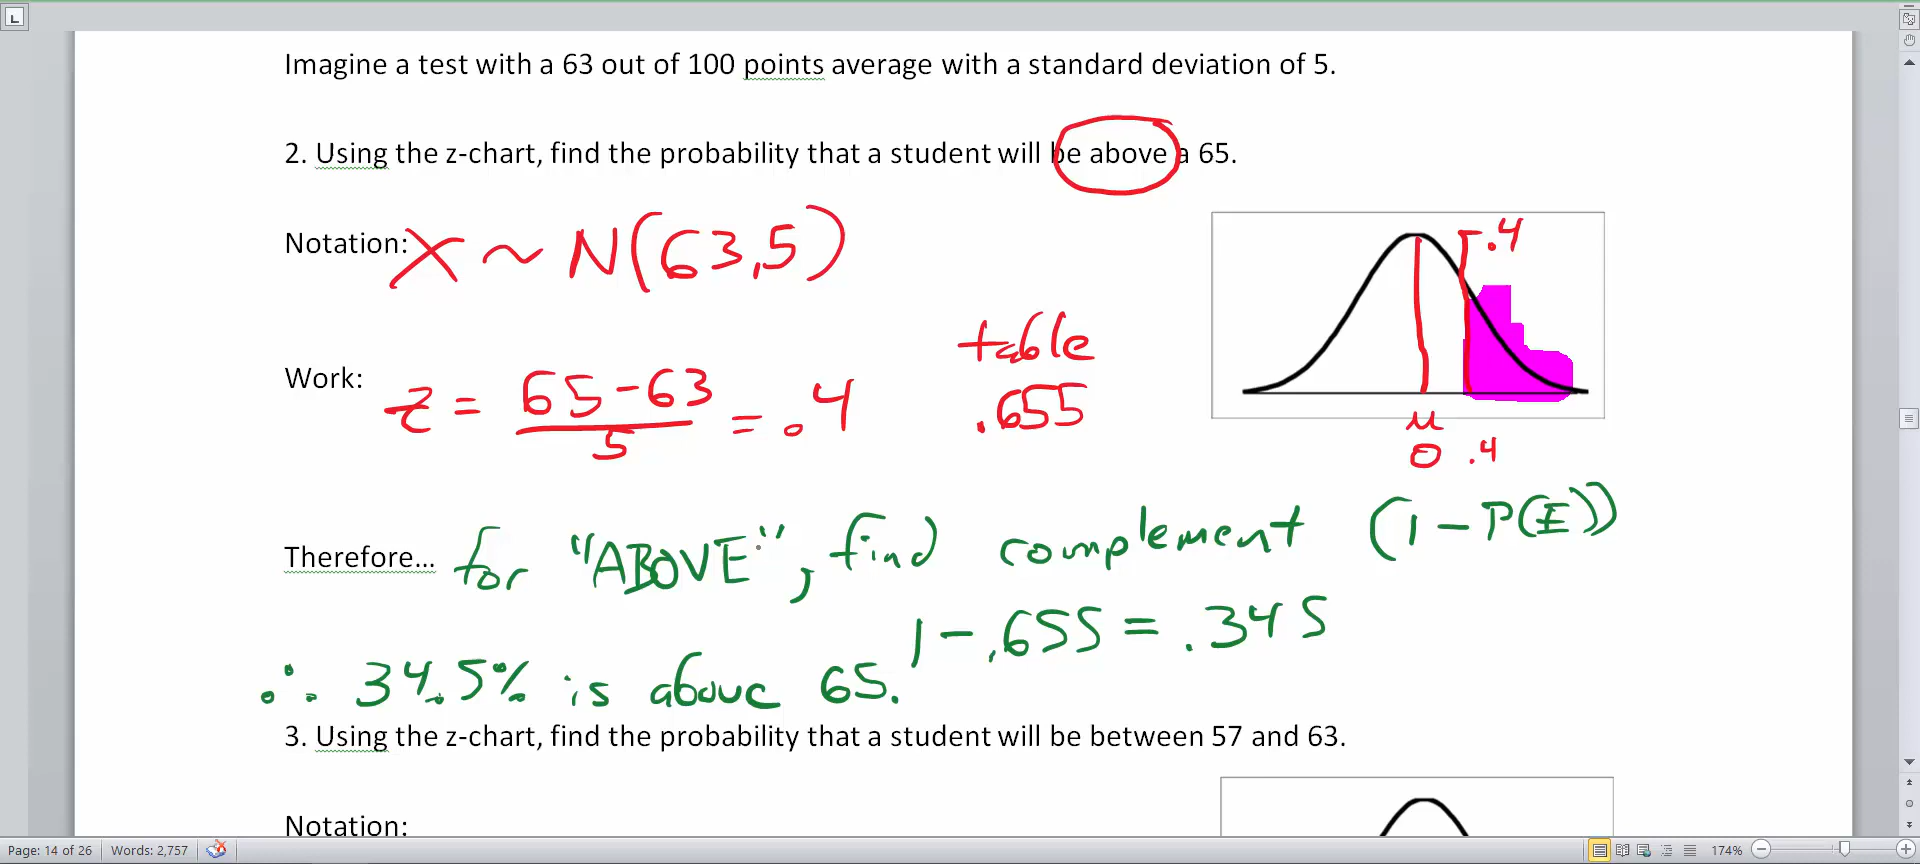 Imagine a test with a 63 out of 100 points average with a standard deviation of 5.
2. Using the z-chart, find the probability that a student will be above a 65.
Notation: X ~ N(63,5)
.4
table
Work: z = 65-63 / 5 = .4 .655
μ
0 .4
Therefore... for "ABOVE", find complement (1 - P(E))
1 - .655 = .345
∴ 34.5% is above 65.
3. Using the z-chart, find the probability that a student will be between 57 and 63.
Notation:
Page: 14 of 26 Words: 2,757 174%